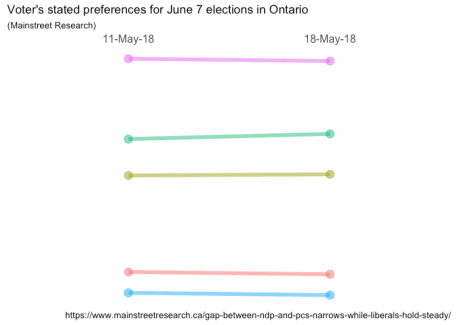 Voter's stated preferences for June 7 elections in Ontario
(Mainstreet Research)
11-May-18 18-May-18
https://www.mainstreetresearch.ca/gap-between-ndp-and-pcs-narrows-while-liberals-hold-steady/